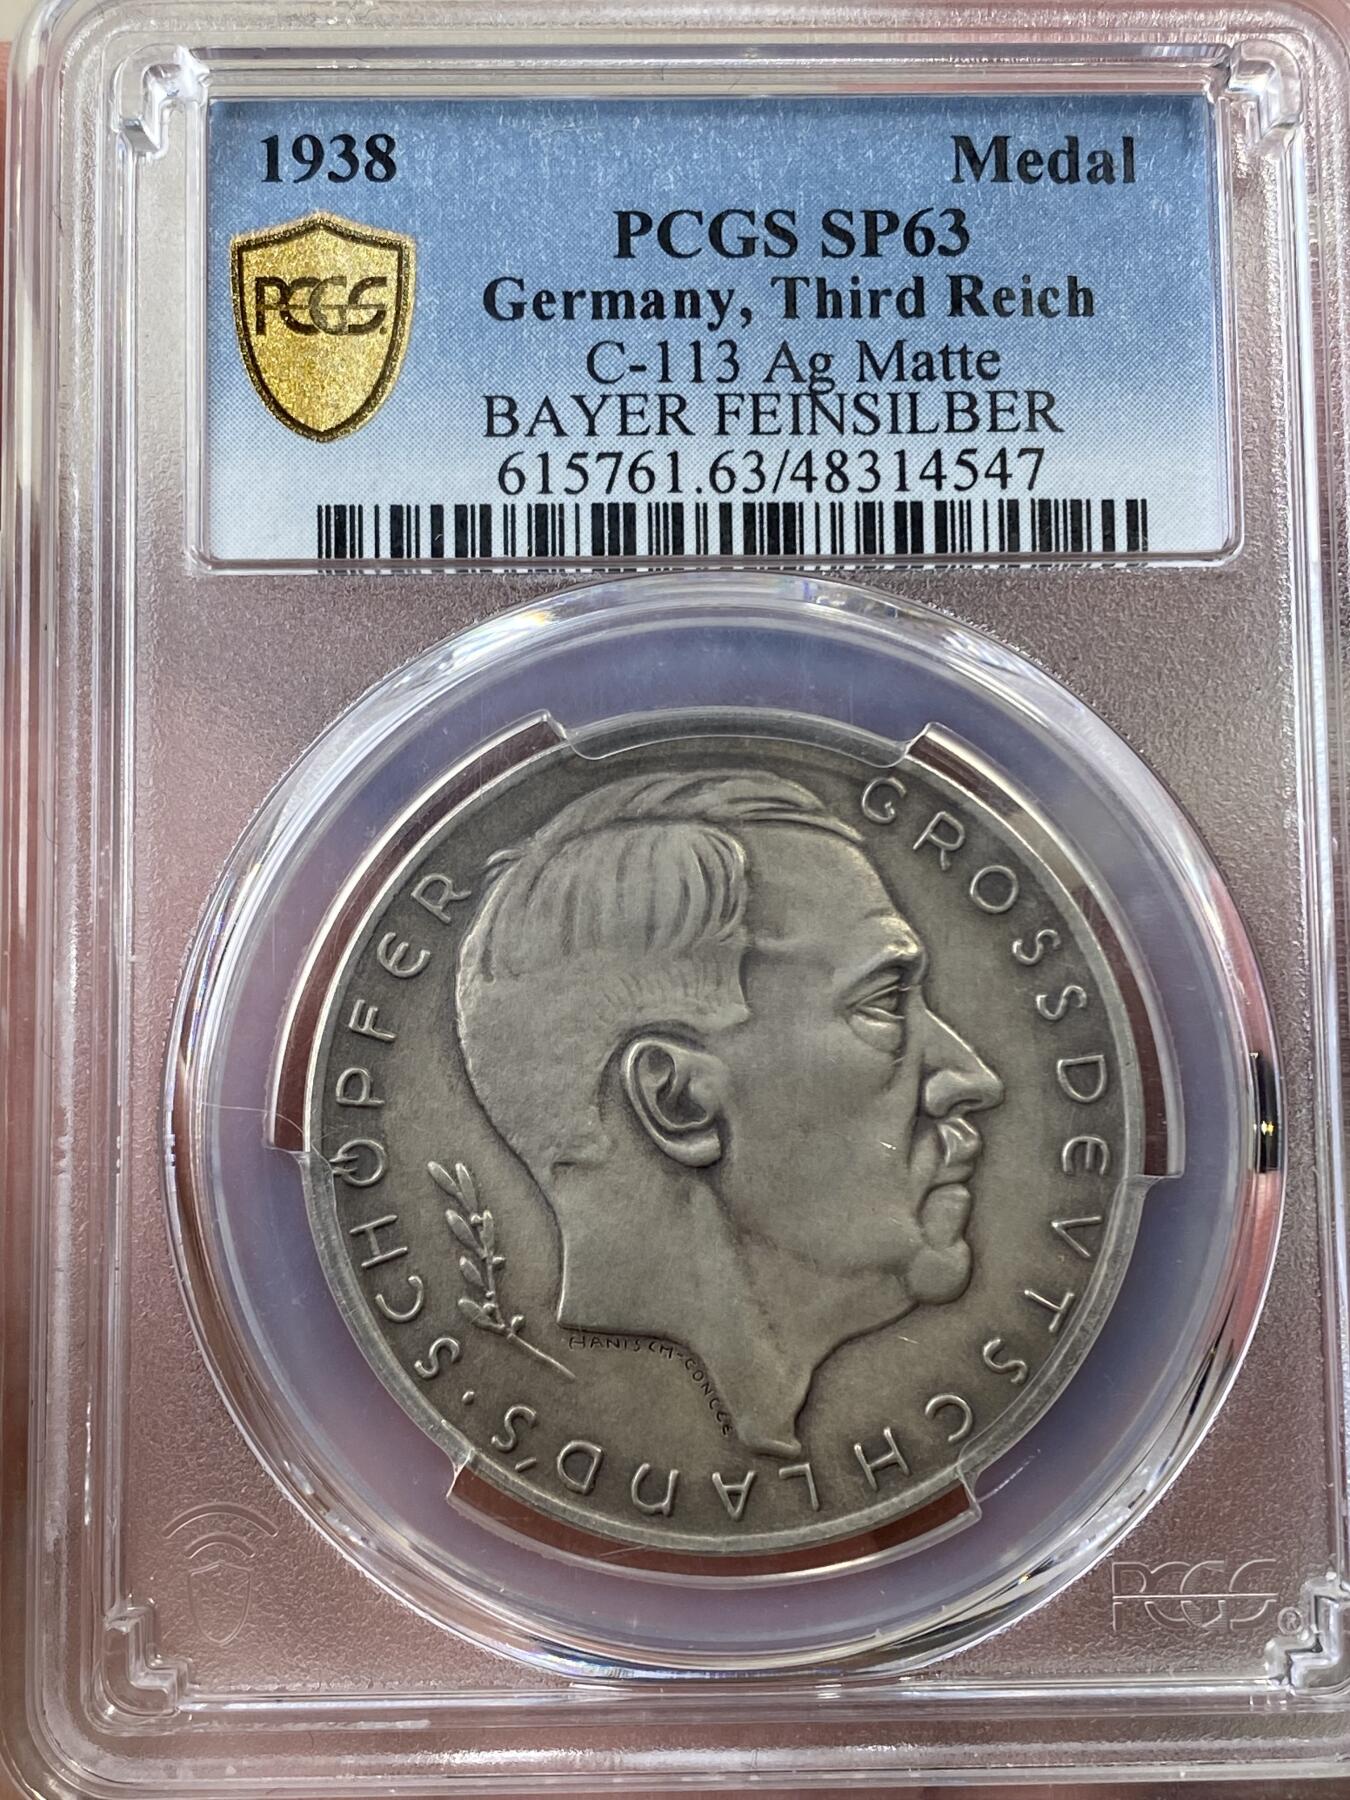 1938 Medal
PCGS SP63
Germany, Third Reich
C-113 Ag Matte
BAYER FEINSILBER
615761.63/48314547
PCGS
GROSSDEVTSCHLAND'S · SCHÖPFER
HANISCH-CONCÉE
PCGS